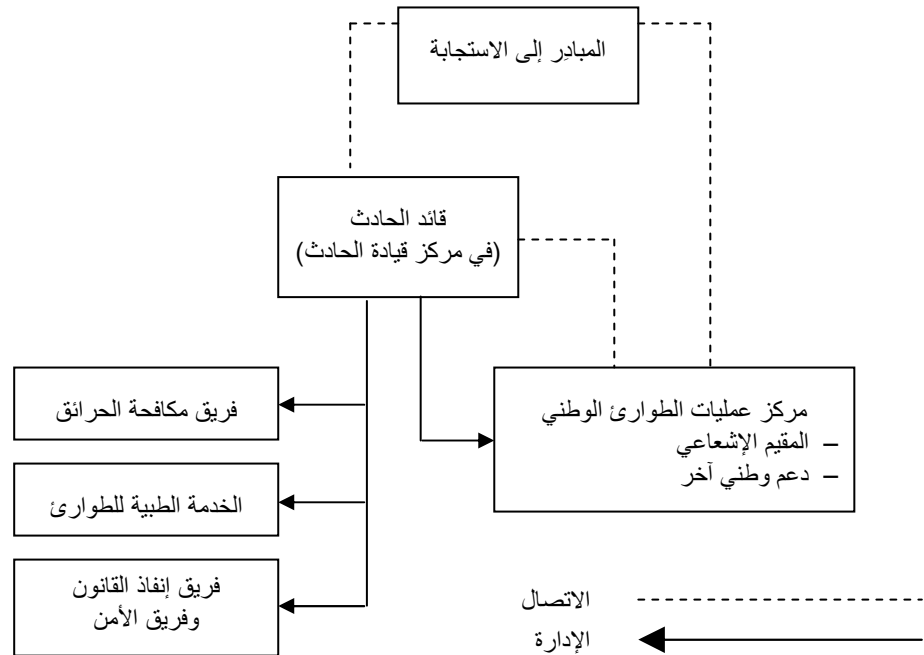 المبادِر إلى الاستجابة
قائد الحادث
(في مركز قيادة الحادث)
مركز عمليات الطوارئ الوطني
– المقيم الإشعاعي
– دعم وطني آخر
فريق مكافحة الحرائق
الخدمة الطبية للطوارئ
فريق إنفاذ القانون
وفريق الأمن
الاتصال
الإدارة